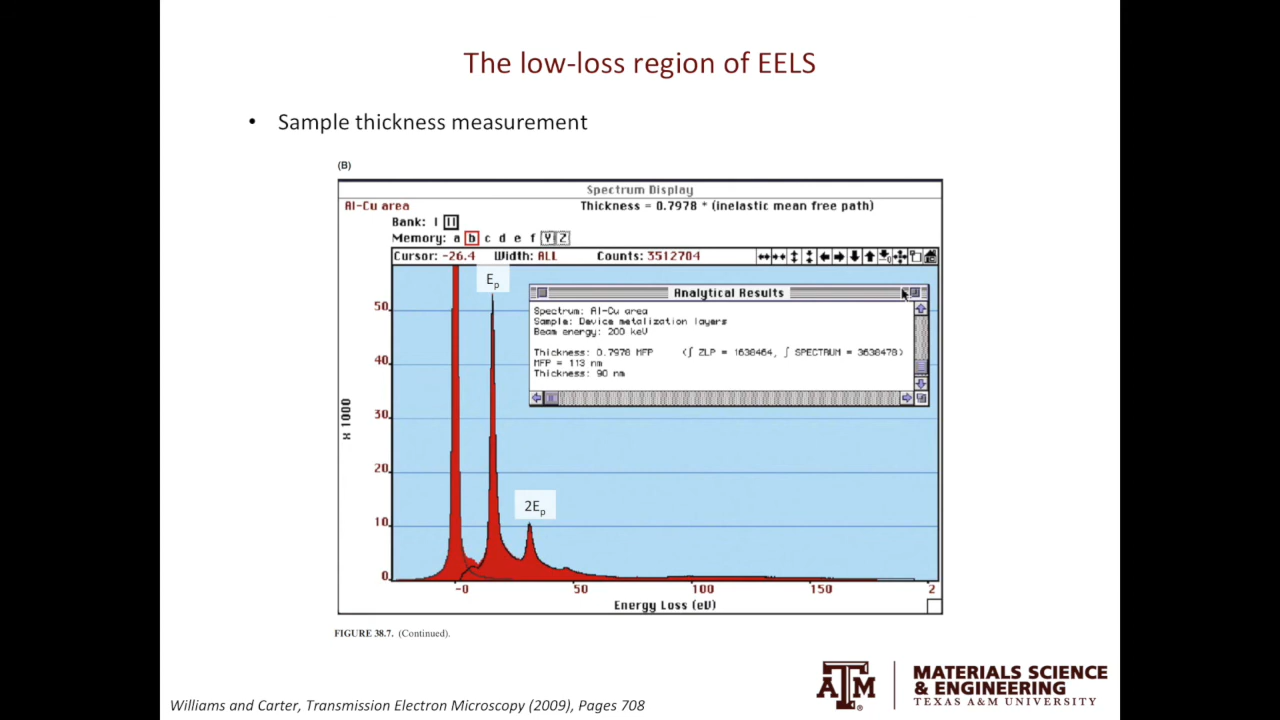 The low-loss region of EELS
• Sample thickness measurement
(B)
Spectrum Display
Al-Cu area Thickness = 0.7978 * (inelastic mean free path)
Bank: I II
Memory: a b c d e f Y Z
Cursor: -26.4 Width: ALL Counts: 3512704
Ep
Analytical Results
Spectrum: Al-Cu area
Sample: Device metalization layers
Beam energy: 200 keV
Thickness: 0.7978 MFP (∫ ZLP = 1638464, ∫ SPECTRUM = 3638478)
MFP = 113 nm
Thickness: 90 nm
50
40
30
x 1000
20
2Ep
10
0
-0 50 100 150 2
Energy Loss (eV)
FIGURE 38.7. (Continued).
ATM
MATERIALS SCIENCE
& ENGINEERING
TEXAS A&M UNIVERSITY
Williams and Carter, Transmission Electron Microscopy (2009), Pages 708